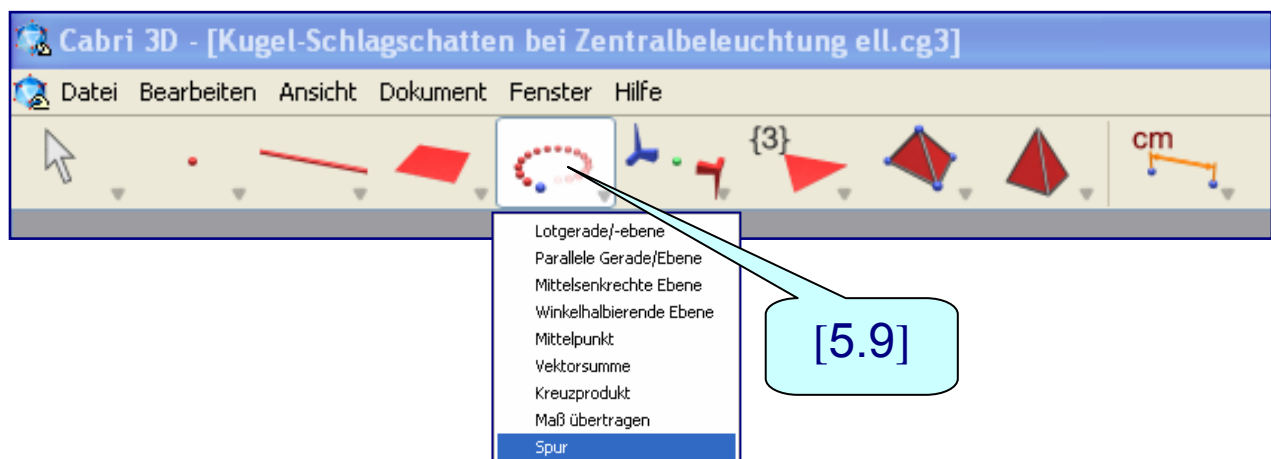 Cabri 3D - [Kugel-Schlagschatten bei Zentralbeleuchtung ell.cg3]
Datei Bearbeiten Ansicht Dokument Fenster Hilfe
{3} cm
Lotgerade/-ebene
Parallele Gerade/Ebene
Mittelsenkrechte Ebene
Winkelhalbierende Ebene
Mittelpunkt
Vektorsumme
Kreuzprodukt
Maß übertragen
Spur
[5.9]